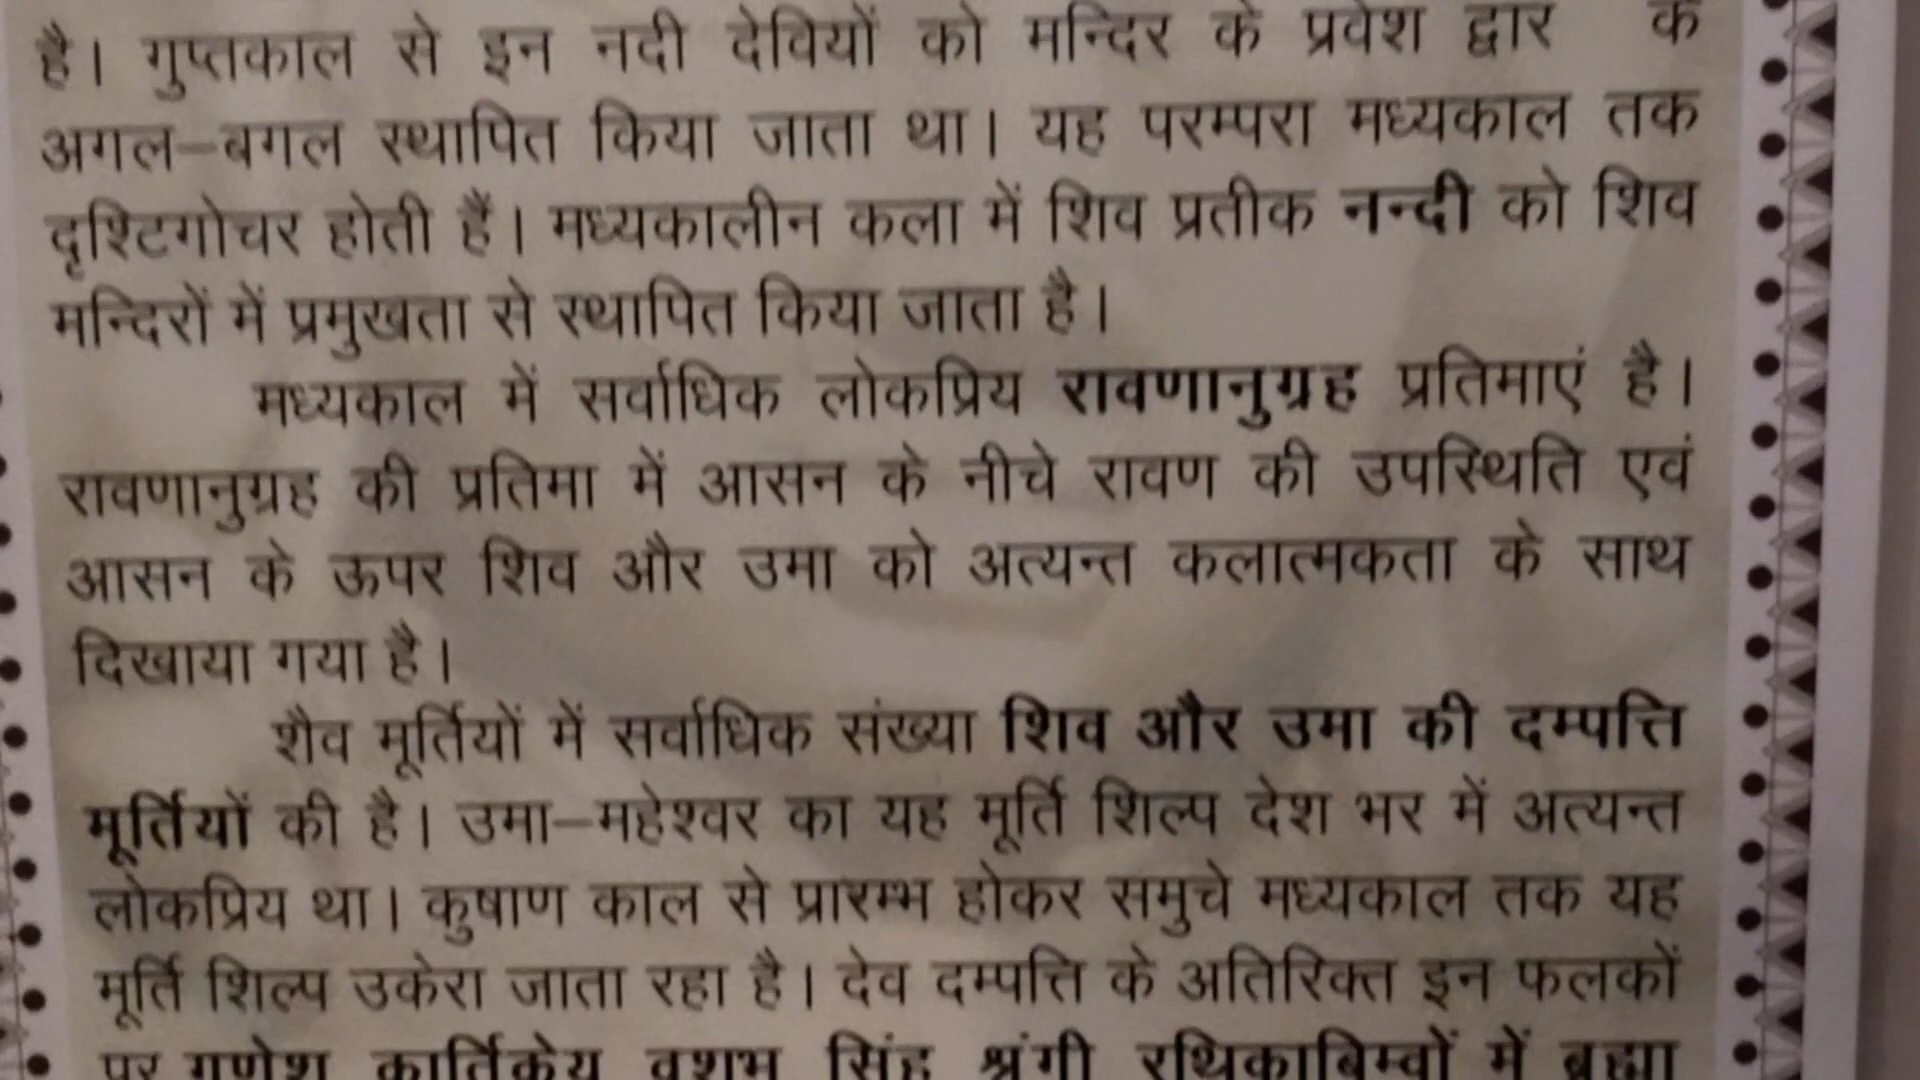 है। गुप्तकाल से इन नदी देवियों को मन्दिर के प्रवेश द्वार के
अगल–बगल स्थापित किया जाता था। यह परम्परा मध्यकाल तक
दृश्टिगोचर होती है। मध्यकालीन कला में शिव प्रतीक नन्दी को शिव
मन्दिरों में प्रमुखता से स्थापित किया जाता है।
मध्यकाल में सर्वाधिक लोकप्रिय रावणानुग्रह प्रतिमाएं है।
रावणानुग्रह की प्रतिमा में आसन के नीचे रावण की उपस्थिति एवं
आसन के ऊपर शिव और उमा को अत्यन्त कलात्मकता के साथ
दिखाया गया है।
शैव मूर्तियों में सर्वाधिक संख्या शिव और उमा की दम्पत्ति
मूर्तियों की है। उमा–महेश्वर का यह मूर्ति शिल्प देश भर में अत्यन्त
लोकप्रिय था। कुषाण काल से प्रारम्भ होकर समुचे मध्यकाल तक यह
मूर्ति शिल्प उकेरा जाता रहा है। देव दम्पत्ति के अतिरिक्त इन फलकों
पर गणेश कार्तिकेय वशभ सिंह श्रृंगी रथिकाबिम्वों में ब्रह्मा